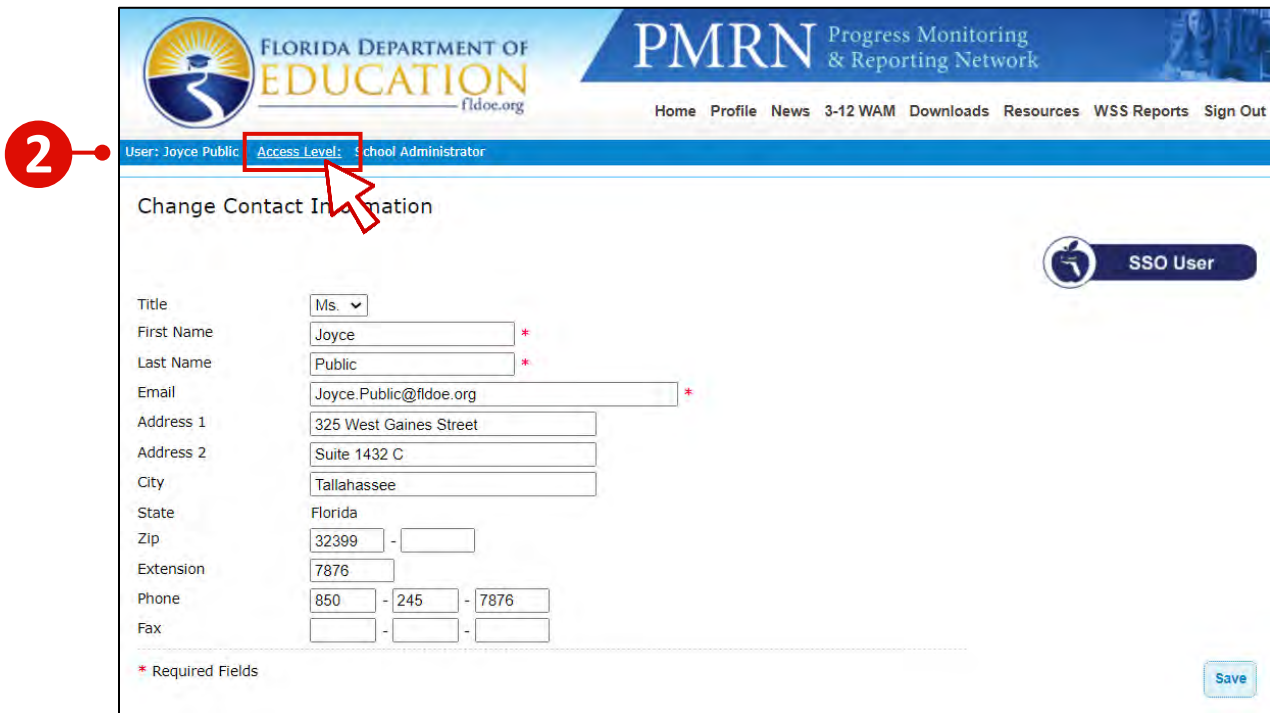 FLORIDA DEPARTMENT OF
EDUCATION
fldoe.org
PMRN Progress Monitoring
& Reporting Network
Home Profile News 3-12 WAM Downloads Resources WSS Reports Sign Out
2
User: Joyce Public Access Level: School Administrator
Change Contact Information
SSO User
Title Ms.
First Name Joyce *
Last Name Public *
Email Joyce.Public@fldoe.org *
Address 1 325 West Gaines Street
Address 2 Suite 1432 C
City Tallahassee
State Florida
Zip 32399 -
Extension 7876
Phone 850 - 245 - 7876
Fax - -
* Required Fields
Save